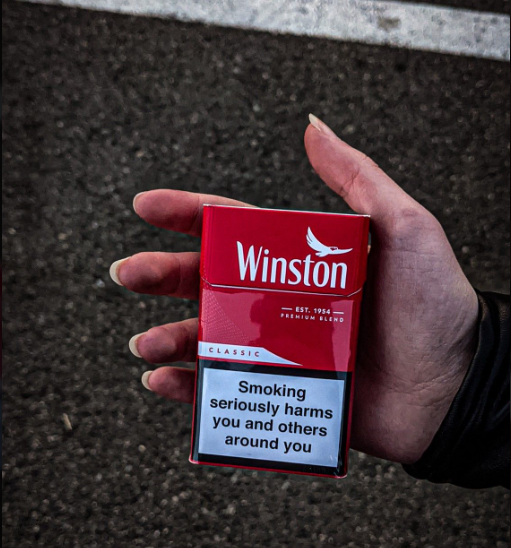 Winston
EST. 1954
PREMIUM BLEND
CLASSIC
Smoking
seriously harms
you and others
around you